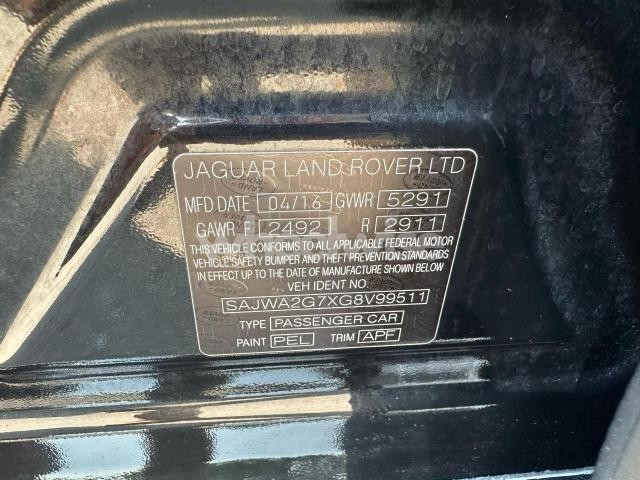 JAGUAR LAND ROVER LTD
MFD DATE 04/16 GVWR 5291
GAWR F 2492 R 2911
THIS VEHICLE CONFORMS TO ALL APPLICABLE FEDERAL MOTOR
VEHICLE SAFETY BUMPER AND THEFT PREVENTION STANDARDS
IN EFFECT UP TO THE DATE OF MANUFACTURE SHOWN ABOVE.
VEH IDENT NO.
SAJWA2G7XG8V99511
TYPE PASSENGER CAR
PAINT PEL TRIM APF